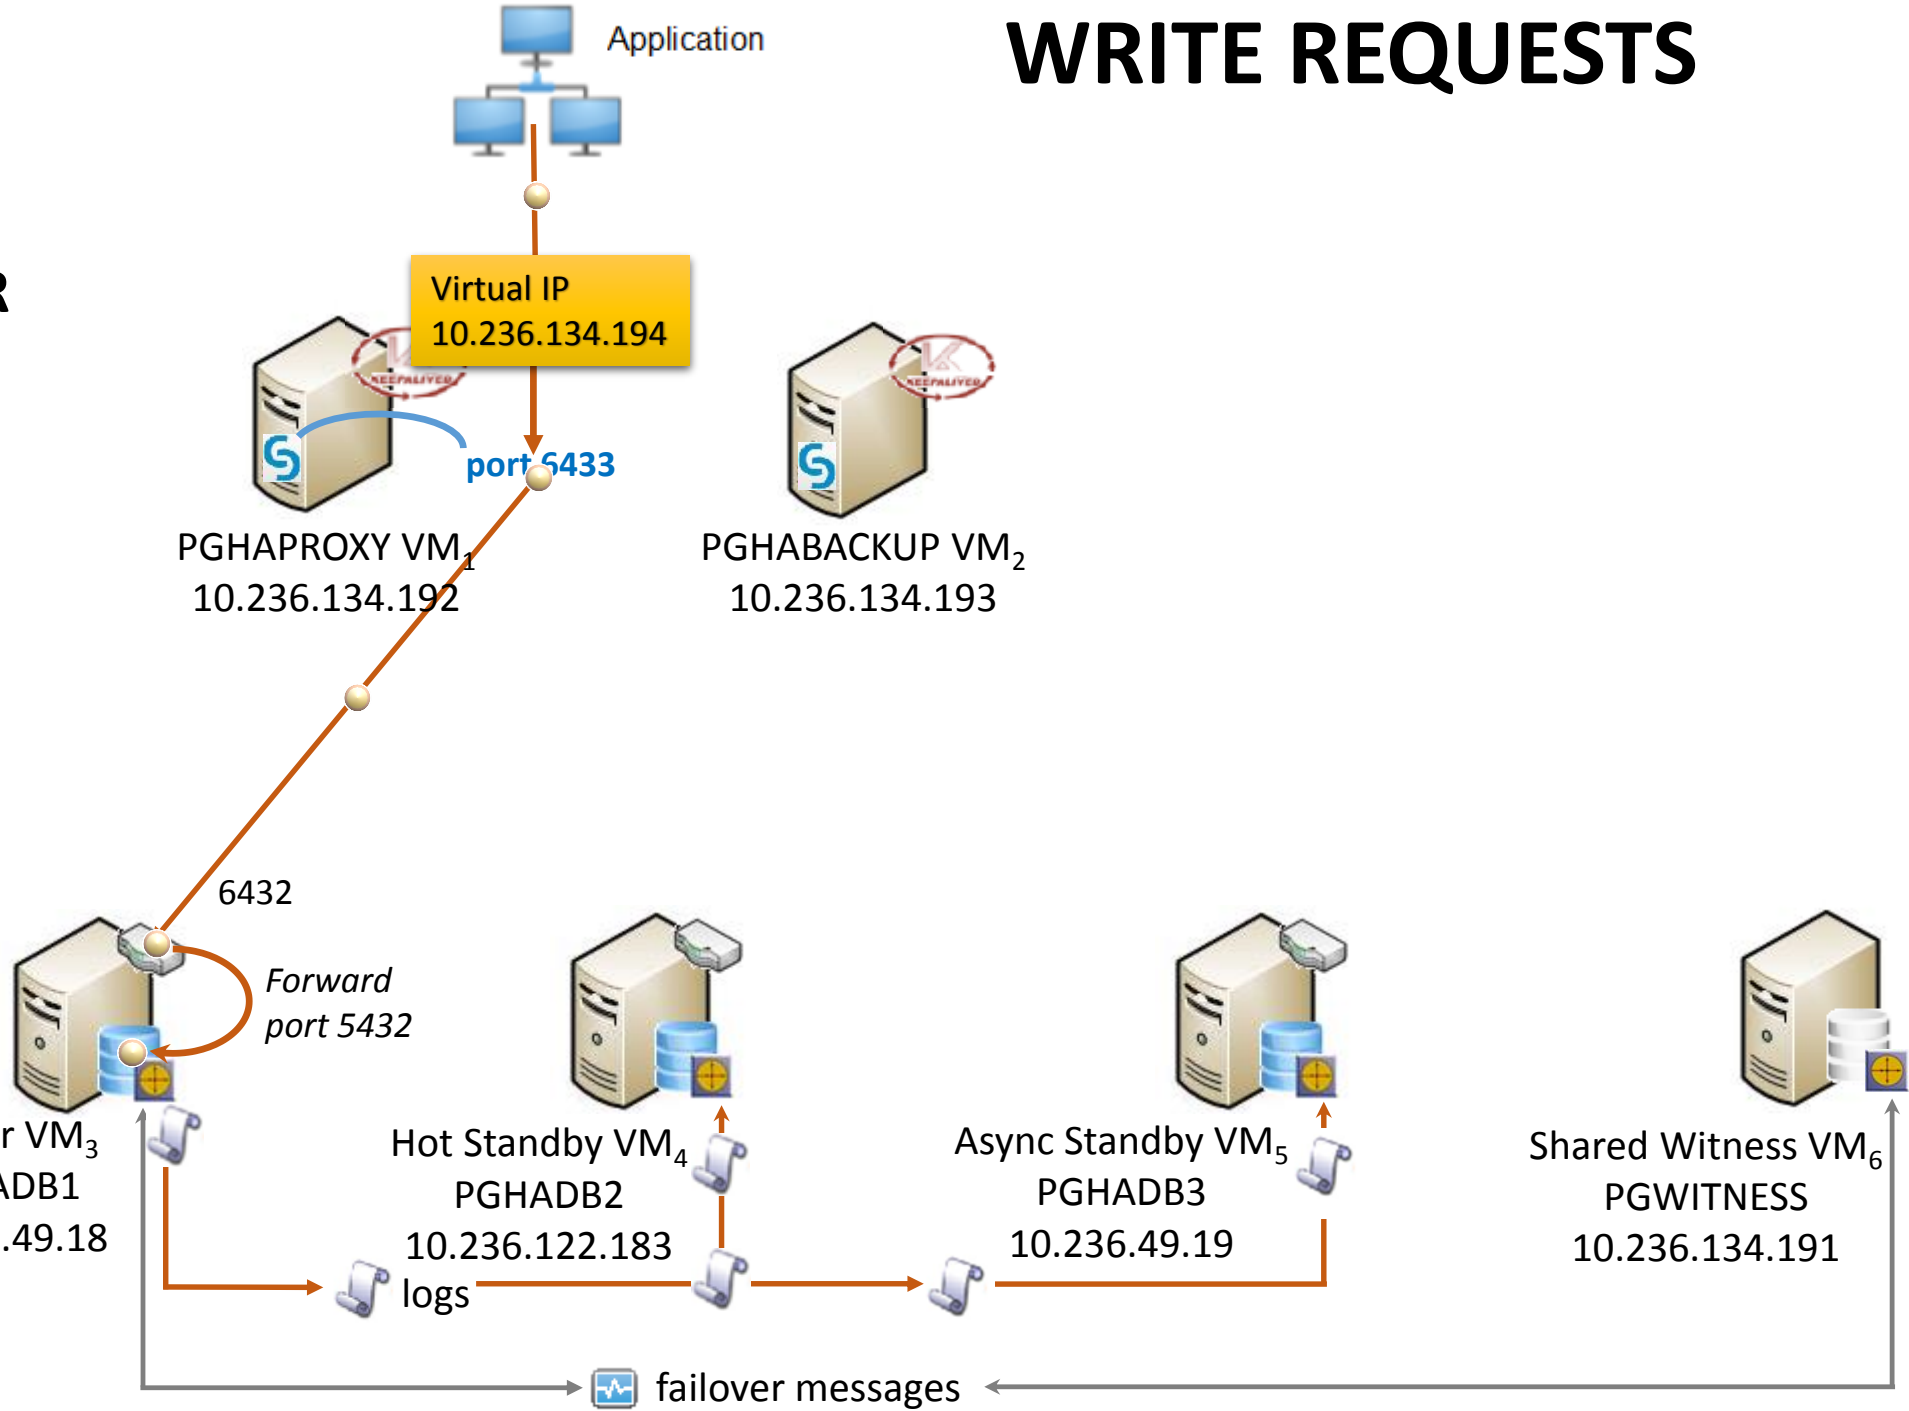 Application
WRITE REQUESTS
R
Virtual IP
10.236.134.194
KEEPALIVED
port 6433
PGHAPROXY VM1
10.236.134.192
PGHABACKUP VM2
10.236.134.193
6432
Forward
port 5432
r VM3
ADB1
.49.18
Hot Standby VM4
PGHADB2
10.236.122.183
Async Standby VM5
PGHADB3
10.236.49.19
Shared Witness VM6
PGWITNESS
10.236.134.191
logs
failover messages